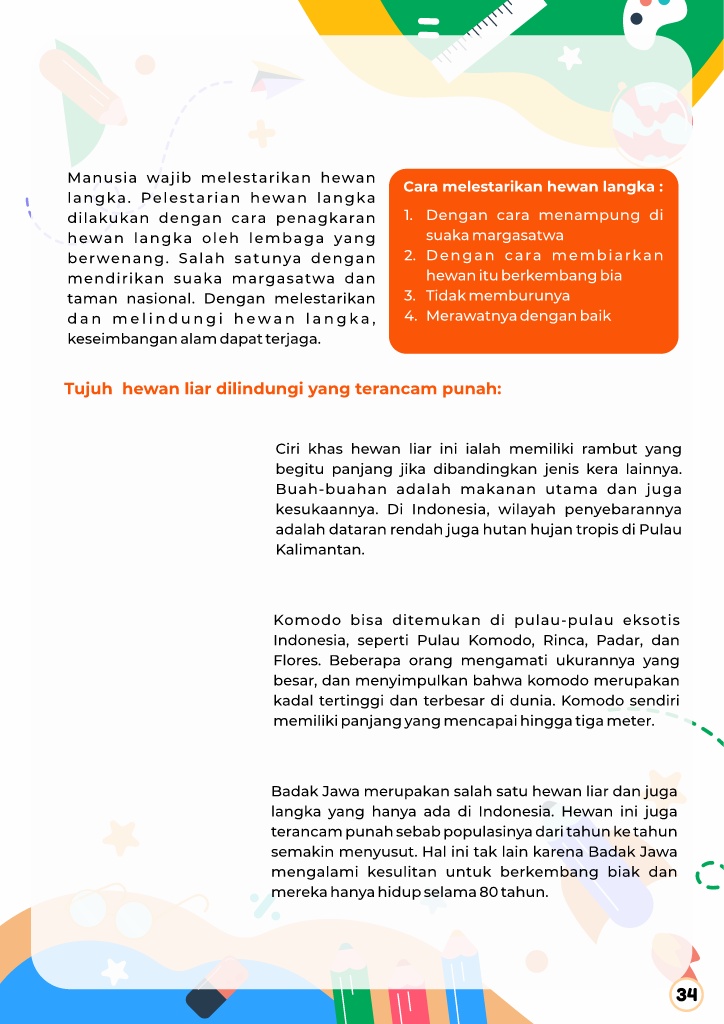 Manusia wajib melestarikan hewan
langka. Pelestarian hewan langka
dilakukan dengan cara penagkaran
hewan langka oleh lembaga yang
berwenang. Salah satunya dengan
mendirikan suaka margasatwa dan
taman nasional. Dengan melestarikan
dan melindungi hewan langka,
keseimbangan alam dapat terjaga.
Cara melestarikan hewan langka :
1. Dengan cara menampung di
suaka margasatwa
2. Dengan cara membiarkan
hewan itu berkembang bia
3. Tidak memburunya
4. Merawatnya dengan baik
Tujuh hewan liar dilindungi yang terancam punah:
Ciri khas hewan liar ini ialah memiliki rambut yang
begitu panjang jika dibandingkan jenis kera lainnya.
Buah-buahan adalah makanan utama dan juga
kesukaannya. Di Indonesia, wilayah penyebarannya
adalah dataran rendah juga hutan hujan tropis di Pulau
Kalimantan.
Komodo bisa ditemukan di pulau-pulau eksotis
Indonesia, seperti Pulau Komodo, Rinca, Padar, dan
Flores. Beberapa orang mengamati ukurannya yang
besar, dan menyimpulkan bahwa komodo merupakan
kadal tertinggi dan terbesar di dunia. Komodo sendiri
memiliki panjang yang mencapai hingga tiga meter.
Badak Jawa merupakan salah satu hewan liar dan juga
langka yang hanya ada di Indonesia. Hewan ini juga
terancam punah sebab populasinya dari tahun ke tahun
semakin menyusut. Hal ini tak lain karena Badak Jawa
mengalami kesulitan untuk berkembang biak dan
mereka hanya hidup selama 80 tahun.
34